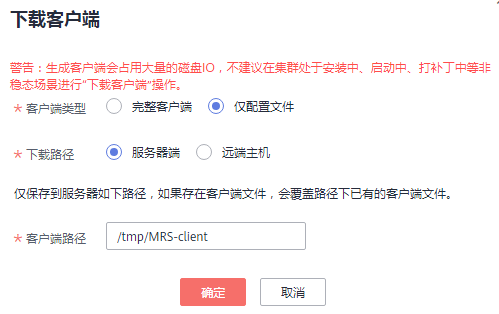 下载客户端
警告：生成客户端会占用大量的磁盘IO，不建议在集群处于安装中、启动中、打补丁中等非
稳态场景进行“下载客户端”操作。
* 客户端类型 完整客户端 仅配置文件
* 下载路径 服务器端 远端主机
仅保存到服务器如下路径，如果存在客户端文件，会覆盖路径下已有的客户端文件。
* 客户端路径 /tmp/MRS-client
确定 取消